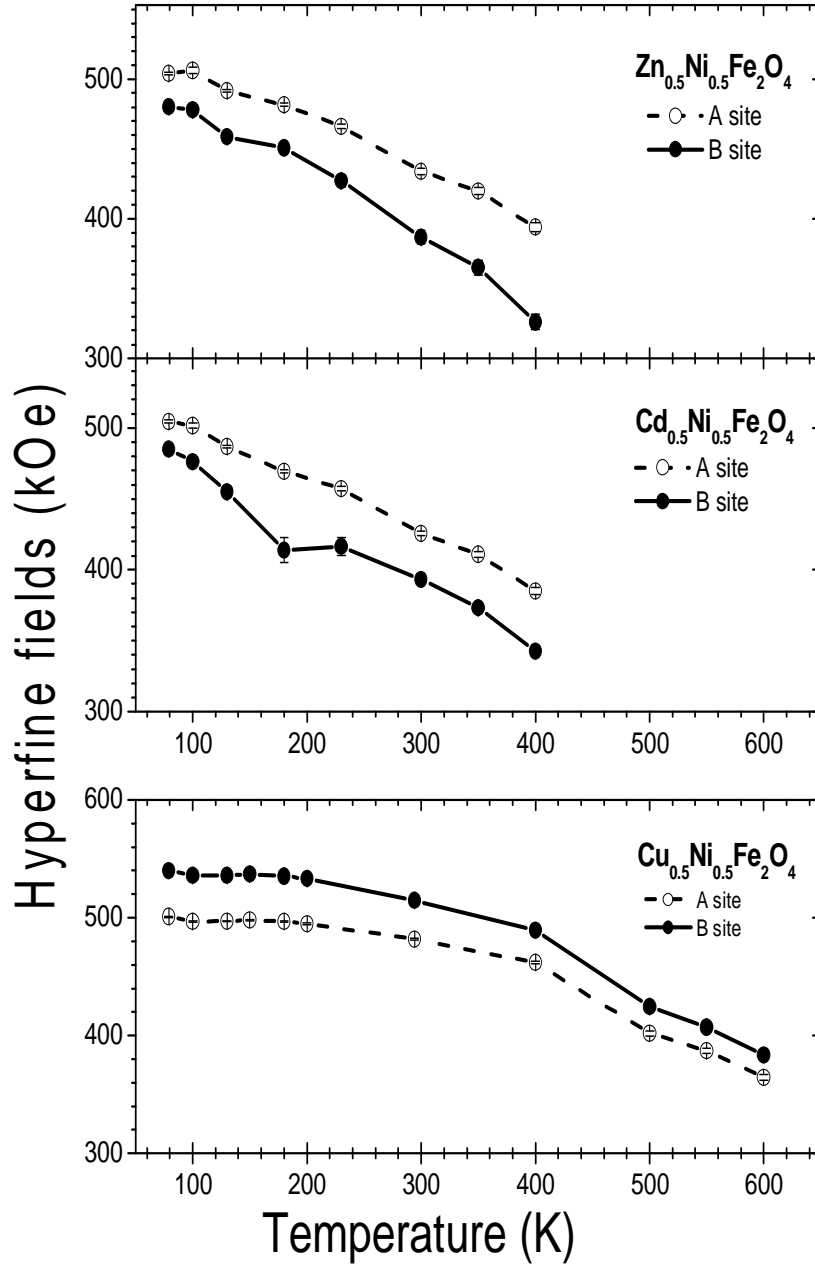 Hyperfine fields (kOe)
500
400
300
Zn0.5Ni0.5Fe2O4
A site
B site
500
400
300
Cd0.5Ni0.5Fe2O4
A site
B site
100 200 300 400 500 600
600
500
400
300
Cu0.5Ni0.5Fe2O4
A site
B site
100 200 300 400 500 600
Temperature (K)